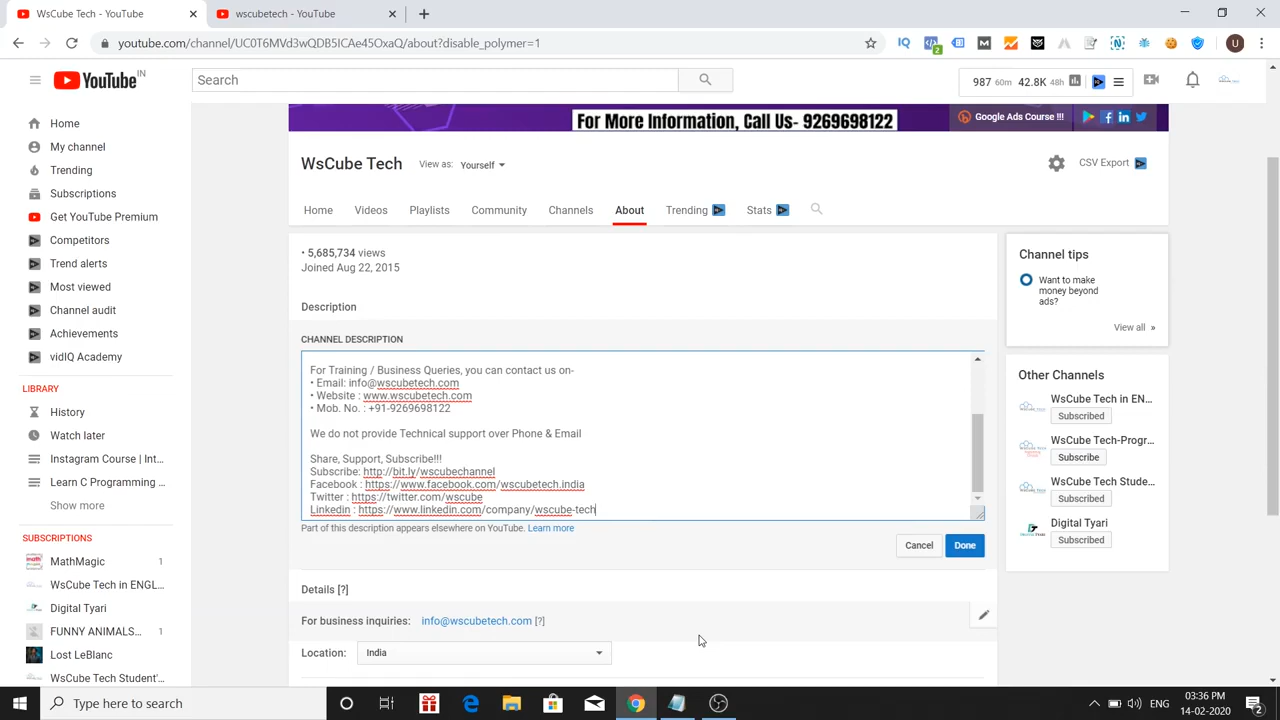 WsCube Tech - YouTube
wscubetech - YouTube
youtube.com/channel/UC0T6MVd3wQDB5ICAe45OxaQ/about?disable_polymer=1
2
U
YouTube IN
Search
987 60m 42.8K 48h
Home
My channel
Trending
Subscriptions
Get YouTube Premium
Competitors
Trend alerts
Most viewed
Channel audit
Achievements
vidIQ Academy
LIBRARY
History
Watch later
Instagram Course | Int...
Learn C Programming ...
Show more
SUBSCRIPTIONS
MathMagic 1
WsCube Tech in ENGL...
Digital Tyari
FUNNY ANIMALS... 1
Lost LeBlanc
WsCube Tech Student'...
For More Information, Call Us- 9269698122
Google Ads Course !!!
WsCube Tech
View as: Yourself
CSV Export
Home Videos Playlists Community Channels About Trending Stats
• 5,685,734 views
Joined Aug 22, 2015
Description
CHANNEL DESCRIPTION
For Training / Business Queries, you can contact us on-
• Email: info@wscubetech.com
• Website : www.wscubetech.com
• Mob. No. : +91-9269698122
We do not provide Technical support over Phone & Email
Share, Support, Subscribe!!!
Subscribe: http://bit.ly/wscubechannel
Facebook : https://www.facebook.com/wscubetech.india
Twitter : https://twitter.com/wscube
Linkedin : https://www.linkedin.com/company/wscube-tech
Part of this description appears elsewhere on YouTube. Learn more
Cancel Done
Details [?]
For business inquiries: info@wscubetech.com [?]
Location: India
Channel tips
Want to make
money beyond
ads?
View all »
Other Channels
WsCube Tech in EN...
Subscribed
WsCube Tech-Progr...
Subscribe
WsCube Tech Stude...
Subscribed
Digital Tyari
Subscribed
Type here to search
ENG
03:36 PM
14-02-2020
2